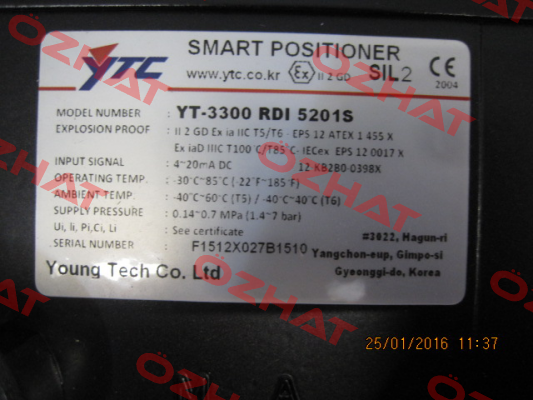 YTC
SMART POSITIONER
www.ytc.co.kr Ex II 2 GD SIL2 CE
2004
MODEL NUMBER : YT-3300 RDI 5201S
EXPLOSION PROOF : II 2 GD Ex ia IIC T5/T6 - EPS 12 ATEX 1 455 X
Ex iaD IIIC T100°C/T85°C- IECex EPS 12 0017 X
INPUT SIGNAL : 4~20mA DC 12-KB2B0-0398X
OPERATING TEMP. : -30°C~85°C (-22°F~185°F)
AMBIENT TEMP. : -40°C~60°C (T5) / -40°C~40°C (T6)
SUPPLY PRESSURE : 0.14~0.7 MPa (1.4~7 bar)
Ui, Ii, Pi,Ci, Li : See certificate
SERIAL NUMBER : F1512X027B1510
#3022, Hagun-ri
Yangchon-eup, Gimpo-si
Gyeonggi-do, Korea
Young Tech Co. Ltd
25/01/2016 11:37
OZHAT